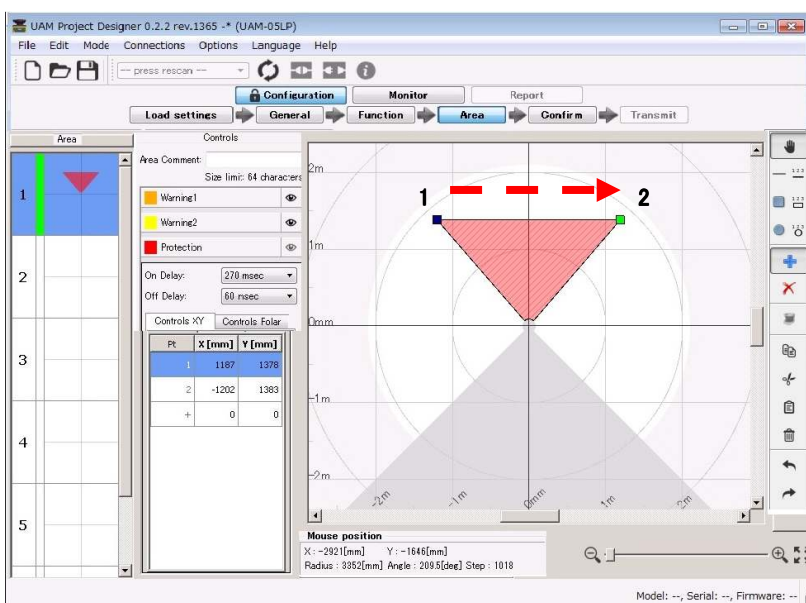 UAM Project Designer 0.2.2 rev.1365 -* (UAM-05LP)
File Edit Mode Connections Options Language Help
-- press rescan --
Configuration Monitor Report
Load settings General Function Area Confirm Transmit
Area
1
2
3
4
5
Controls
Area Comment:
Size limit: 64 characters
Warning1
Warning2
Protection
On Delay: 270 msec
Off Delay: 60 msec
Controls XY Controls Polar
Pt X [mm] Y [mm]
1 1187 1378
2 -1202 1383
+ 0 0
2m
1m
0mm
-1m
-2m
1 2
-2m -1m 0mm 1m 2m
123
123
123
Mouse position
X : -2921[mm] Y : -1646[mm]
Radius : 3352[mm] Angle : 209.5[deg] Step : 1018
Model: --, Serial: --, Firmware: --